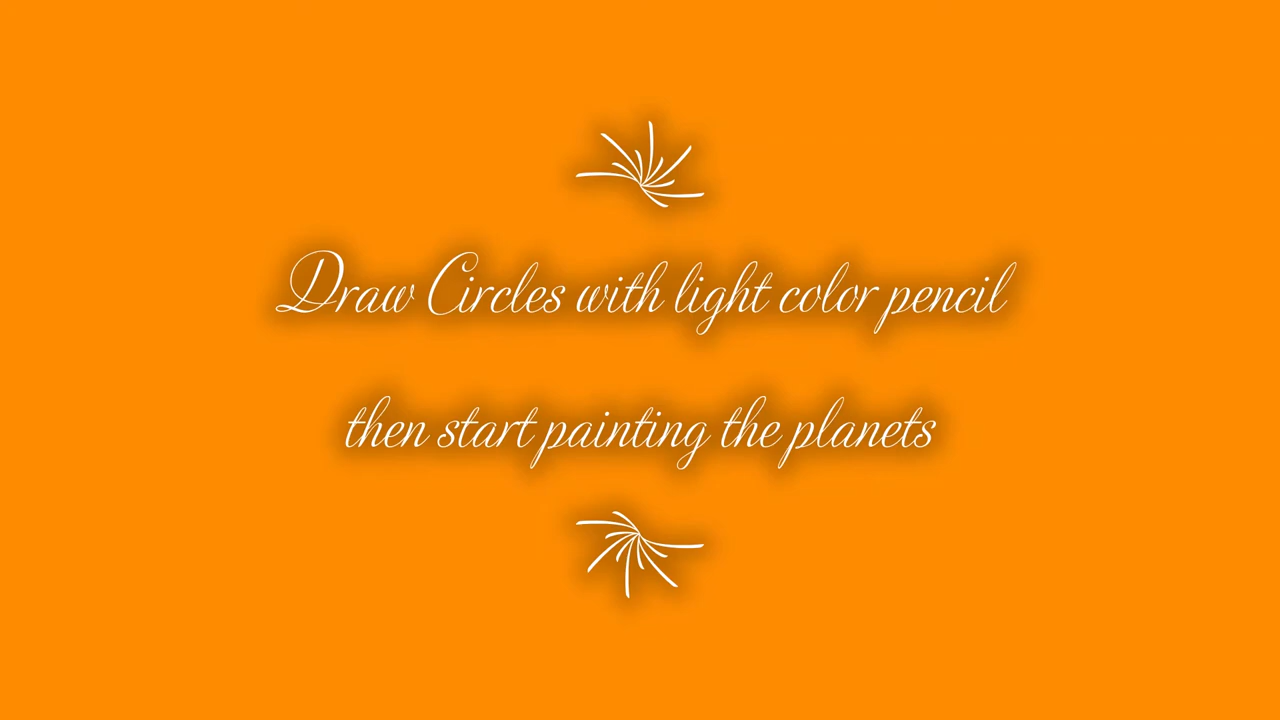 Draw Circles with light color pencil
then start painting the planets